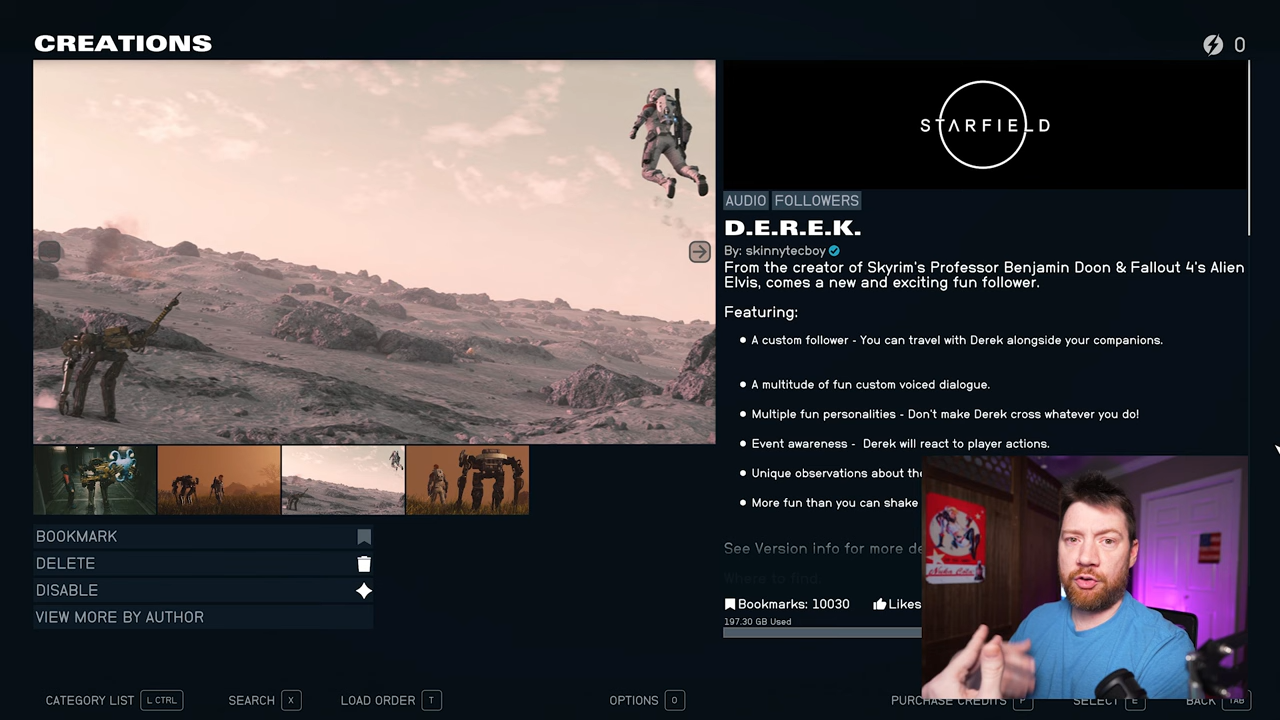 CREATIONS
0
STARFIELD
AUDIO FOLLOWERS
D.E.R.E.K.
By: skinnytecboy
From the creator of Skyrim's Professor Benjamin Doon & Fallout 4's Alien
Elvis, comes a new and exciting fun follower.
Featuring:
A custom follower - You can travel with Derek alongside your companions.
A multitude of fun custom voiced dialogue.
Multiple fun personalities - Don't make Derek cross whatever you do!
Event awareness - Derek will react to player actions.
Unique observations about the
More fun than you can shake
See Version info for more de
Where to find.
Bookmarks: 10030 Likes
197.30 GB Used
BOOKMARK
DELETE
DISABLE
VIEW MORE BY AUTHOR
Nuka Cola
CATEGORY LIST L CTRL SEARCH X LOAD ORDER T OPTIONS O PURCHASE CREDITS P SELECT E BACK TAB